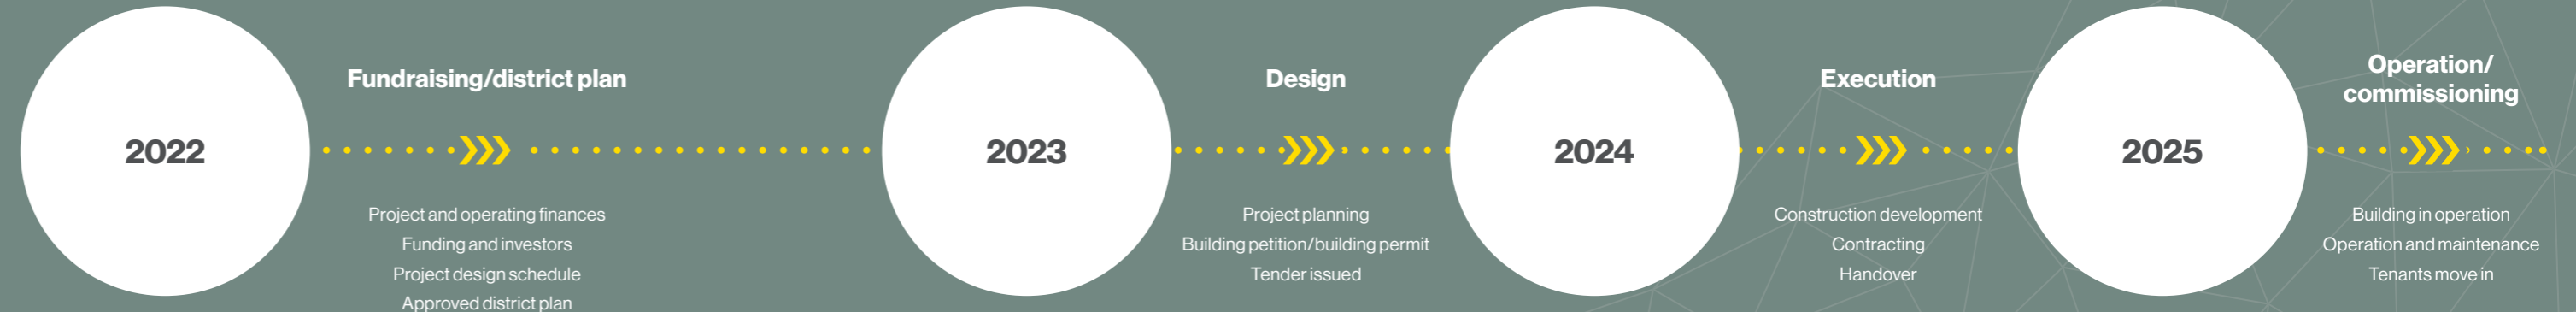 2022
Fundraising/district plan
Project and operating finances
Funding and investors
Project design schedule
Approved district plan
2023
Design
Project planning
Building petition/building permit
Tender issued
2024
Execution
Construction development
Contracting
Handover
2025
Operation/
commissioning
Building in operation
Operation and maintenance
Tenants move in